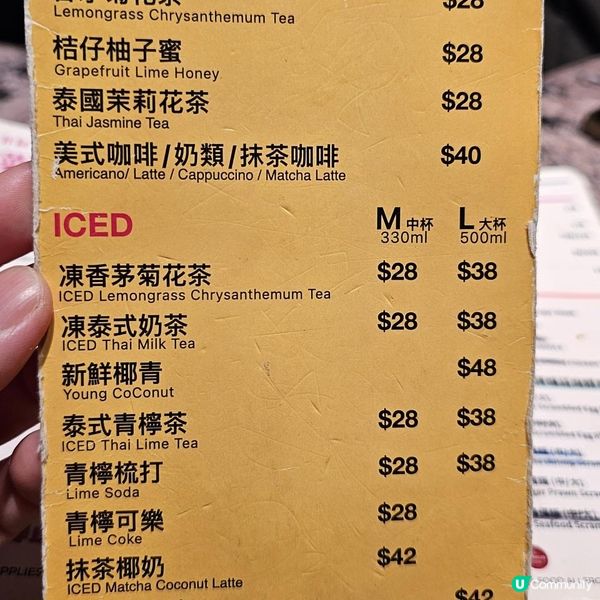 $28
Lemongrass Chrysanthemum Tea
桔仔柚子蜜 $28
Grapefruit Lime Honey
泰國茉莉花茶 $28
Thai Jasmine Tea
美式咖啡/奶類/抹茶咖啡 $40
Americano/ Latte / Cappuccino / Matcha Latte
ICED M中杯 L大杯
330ml 500ml
凍香茅菊花茶 $28 $38
ICED Lemongrass Chrysanthemum Tea
凍泰式奶茶 $28 $38
ICED Thai Milk Tea
新鮮椰青 $48
Young CoConut
泰式青檸茶 $28 $38
ICED Thai Lime Tea
青檸梳打 $28 $38
Lime Soda
青檸可樂 $28
Lime Coke
抹茶椰奶 $42
ICED Matcha Coconut Latte
$42
U Community